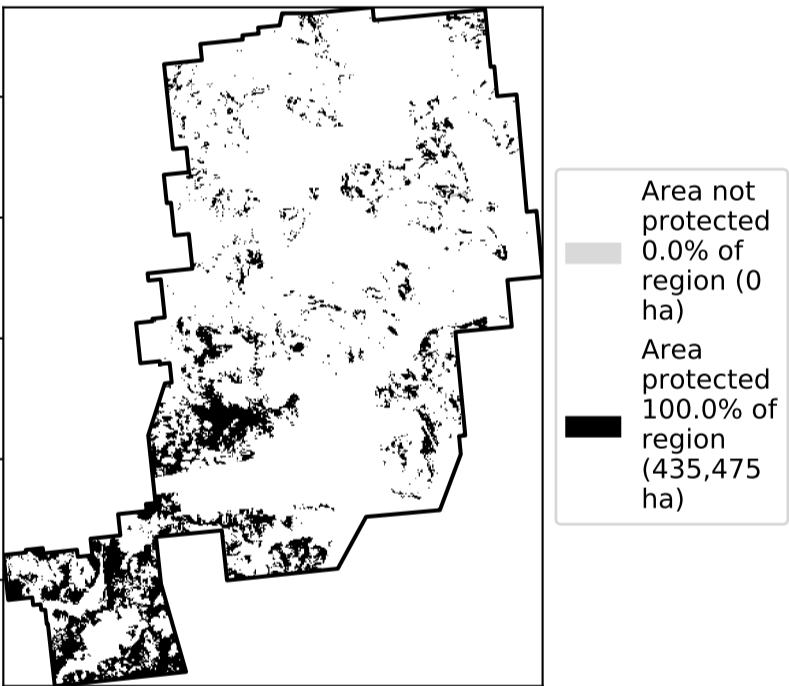 Area not
protected
0.0% of
region (0
ha)
Area
protected
100.0% of
region
(435,475
ha)